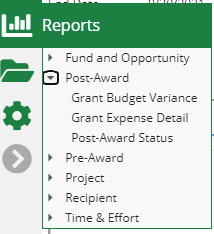 Reports
Fund and Opportunity
Post-Award
Grant Budget Variance
Grant Expense Detail
Post-Award Status
Pre-Award
Project
Recipient
Time & Effort